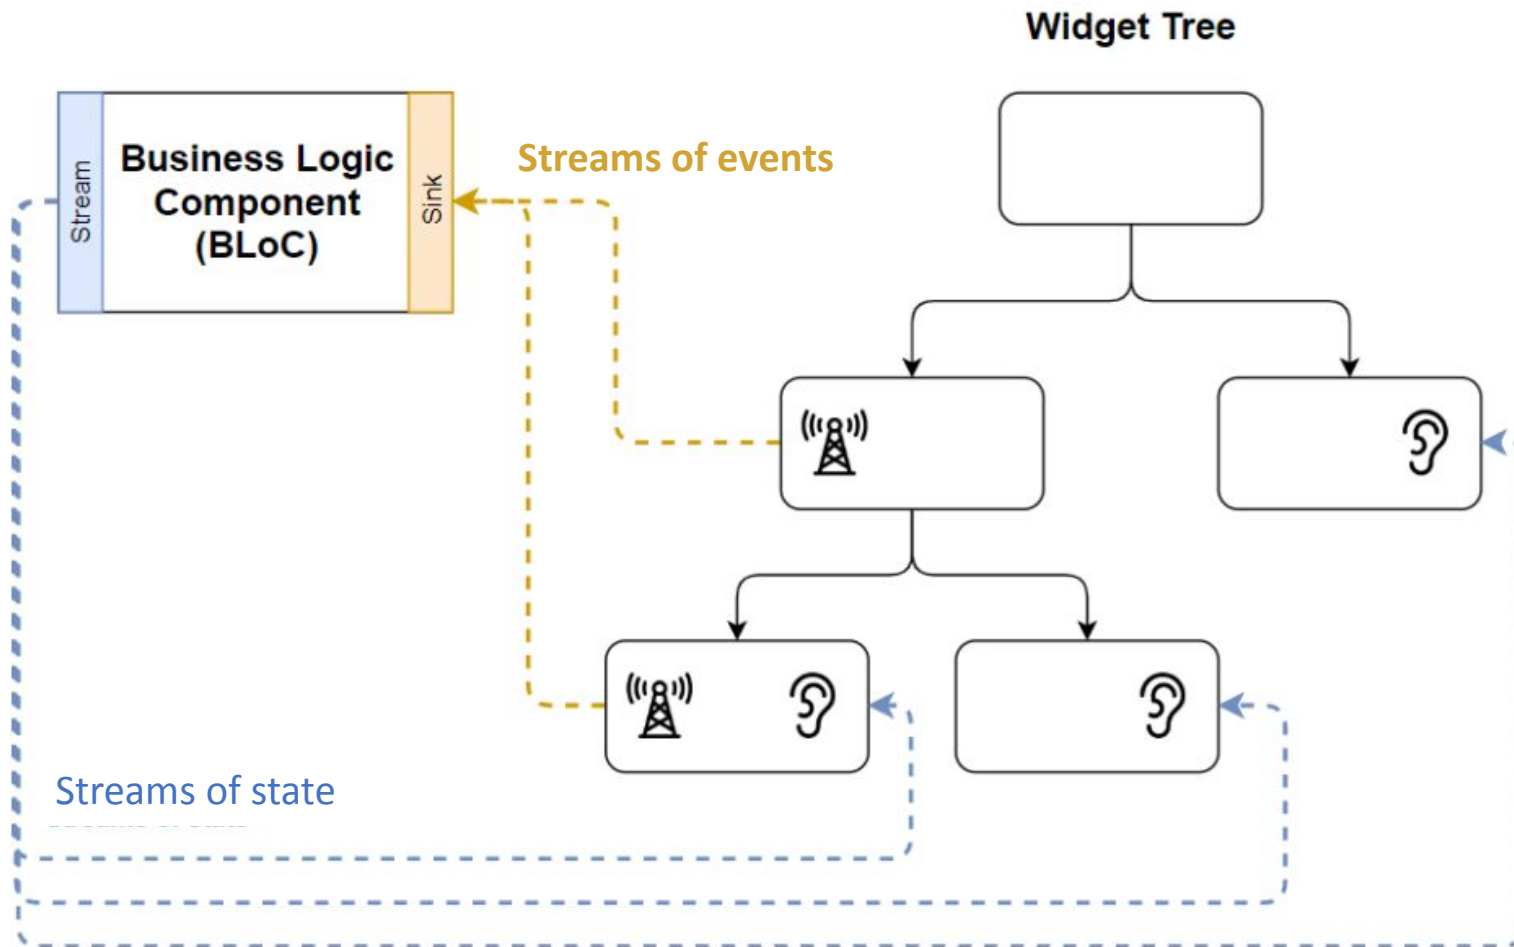 Widget Tree
Stream
Business Logic
Component
(BLoC)
Sink
Streams of events
Streams of state